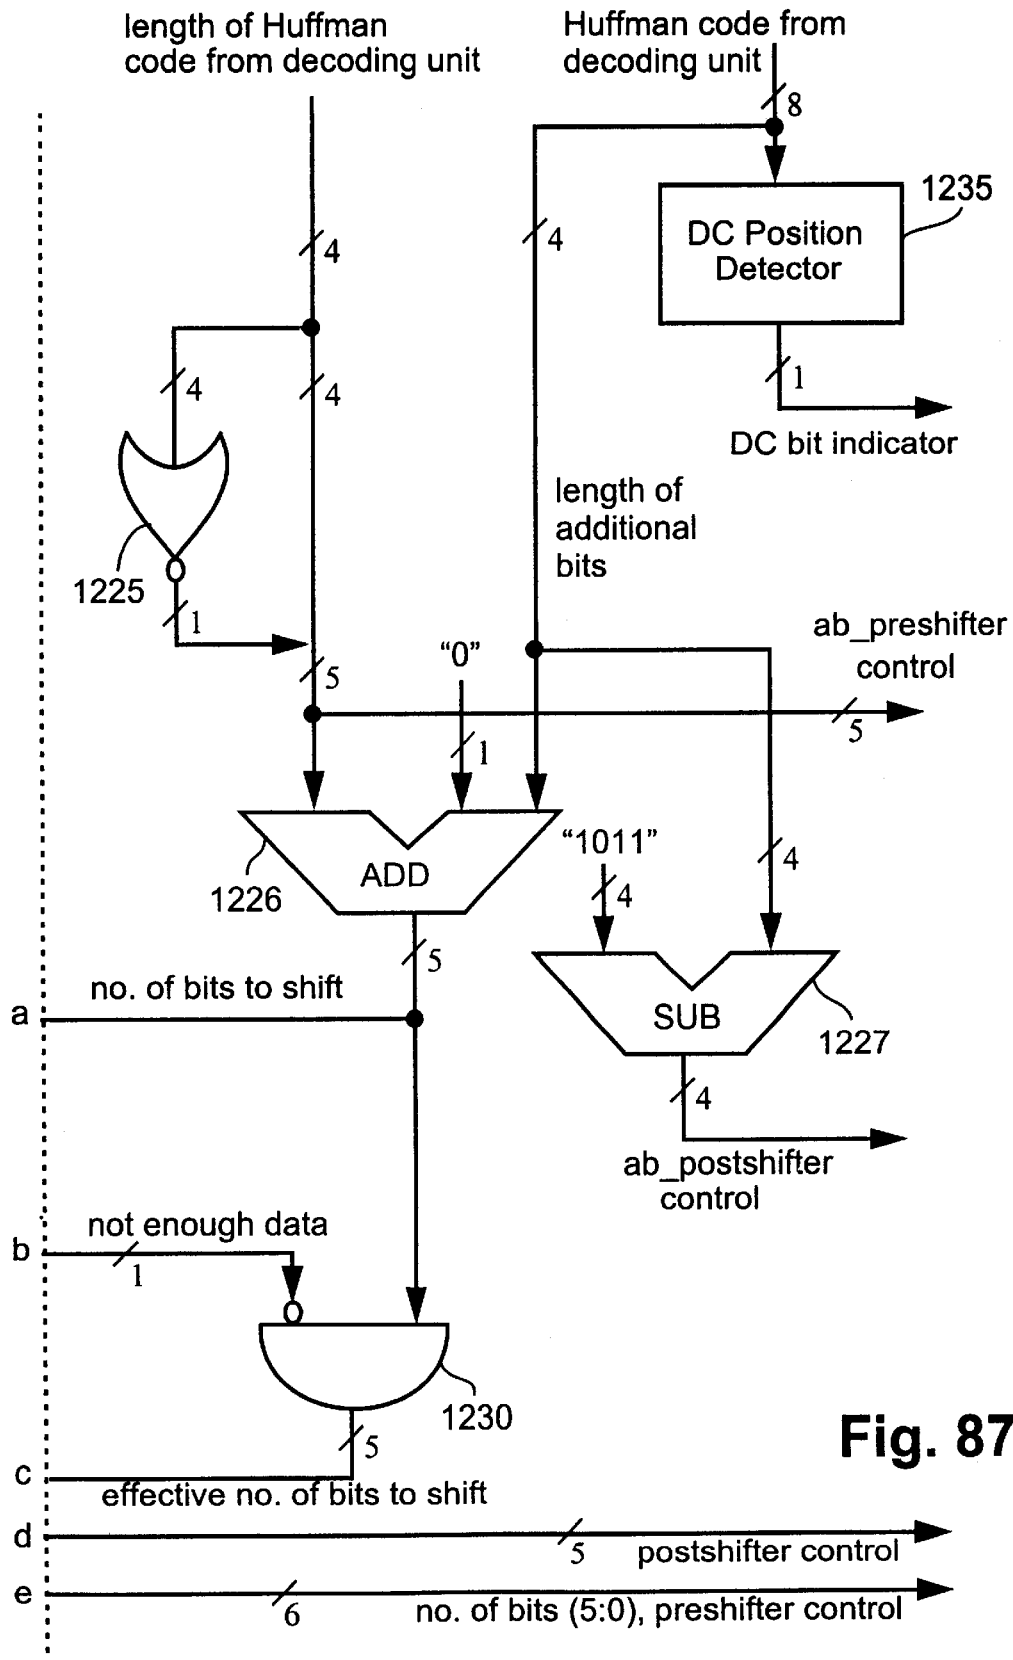 length of Huffman
code from decoding unit
Huffman code from
decoding unit
8
1235
DC Position
Detector
4
4
4
4
1
DC bit indicator
length of
additional
bits
1225
1
ab_preshifter
control
"0"
5
5
1
"1011"
4
4
ADD
1226
5
no. of bits to shift
a
SUB
1227
4
ab_postshifter
control
not enough data
b
1
1230
5
Fig. 87
c
effective no. of bits to shift
d
5
postshifter control
e
6
no. of bits (5:0), preshifter control